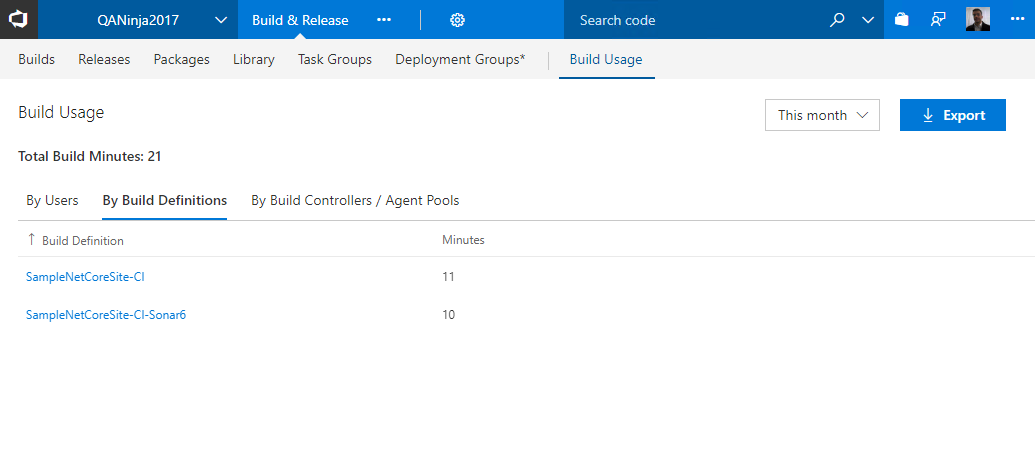 QANinja2017 Build & Release ••• Search code •••
Builds Releases Packages Library Task Groups Deployment Groups* Build Usage
Build Usage This month Export
Total Build Minutes: 21
By Users By Build Definitions By Build Controllers / Agent Pools
↑ Build Definition Minutes
SampleNetCoreSite-CI 11
SampleNetCoreSite-CI-Sonar6 10